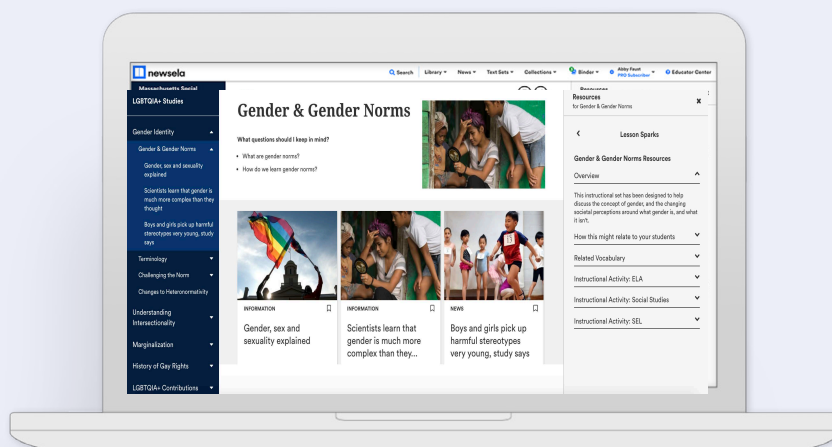 newsela
Search
Library
News
Text Sets
Collections
Binder
Abby Faust
PRO Subscriber
Educator Center
Massachusetts Social
LGBTQIA+ Studies
Gender Identity
Gender & Gender Norms
Gender, sex and sexuality
explained
Scientists learn that gender is
much more complex than they
thought
Boys and girls pick up harmful
stereotypes very young, study
says
Terminology
Challenging the Norm
Changes to Heteronormativity
Understanding
Intersectionality
Marginalization
History of Gay Rights
LGBTQIA+ Contributions
Gender & Gender Norms
What questions should I keep in mind?
• What are gender norms?
• How do we learn gender norms?
INFORMATION
Gender, sex and
sexuality explained
INFORMATION
Scientists learn that
gender is much more
complex than they...
NEWS
Boys and girls pick up
harmful stereotypes
very young, study says
Resources
Resources
for Gender & Gender Norms
Lesson Sparks
Gender & Gender Norms Resources
Overview
This instructional set has been designed to help
discuss the concept of gender, and the changing
societal perceptions around what gender is, and what
it isn't.
How this might relate to your students
Related Vocabulary
Instructional Activity: ELA
Instructional Activity: Social Studies
Instructional Activity: SEL